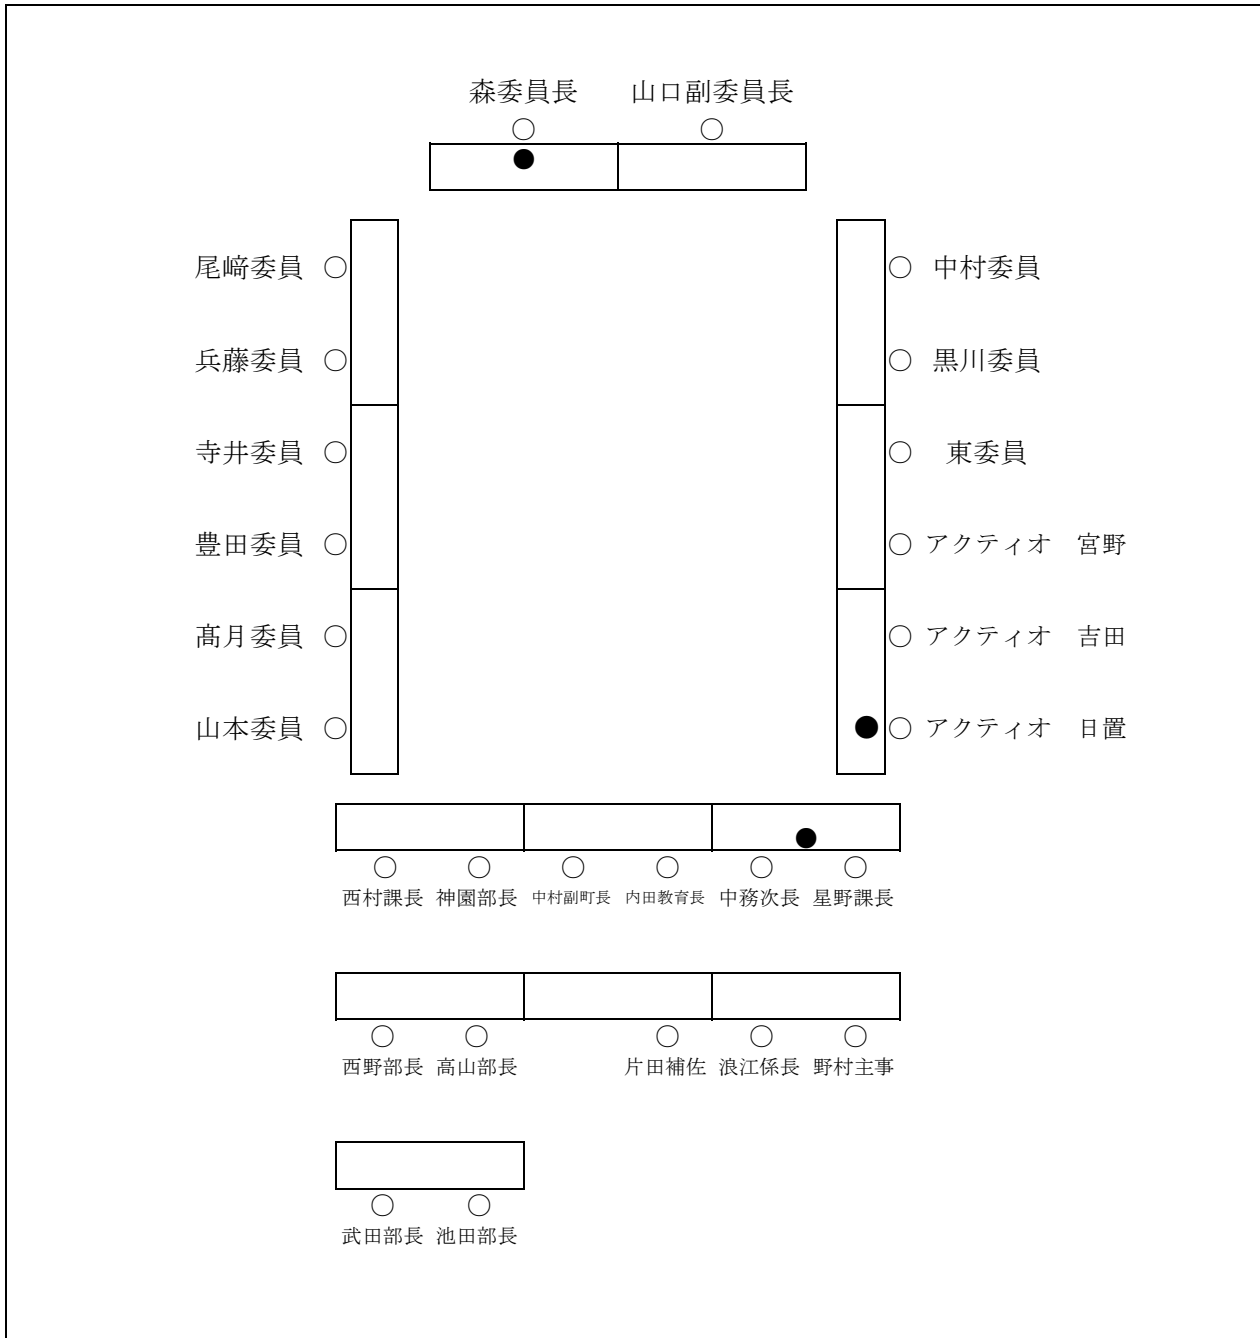 森委員長 山口副委員長
尾﨑委員 中村委員
兵藤委員 黒川委員
寺井委員 東委員
豊田委員 アクティオ　宮野
髙月委員 アクティオ　吉田
山本委員 アクティオ　日置
西村課長 神園部長 中村副町長 内田教育長 中務次長 星野課長
西野部長 高山部長 片田補佐 浪江係長 野村主事
武田部長 池田部長